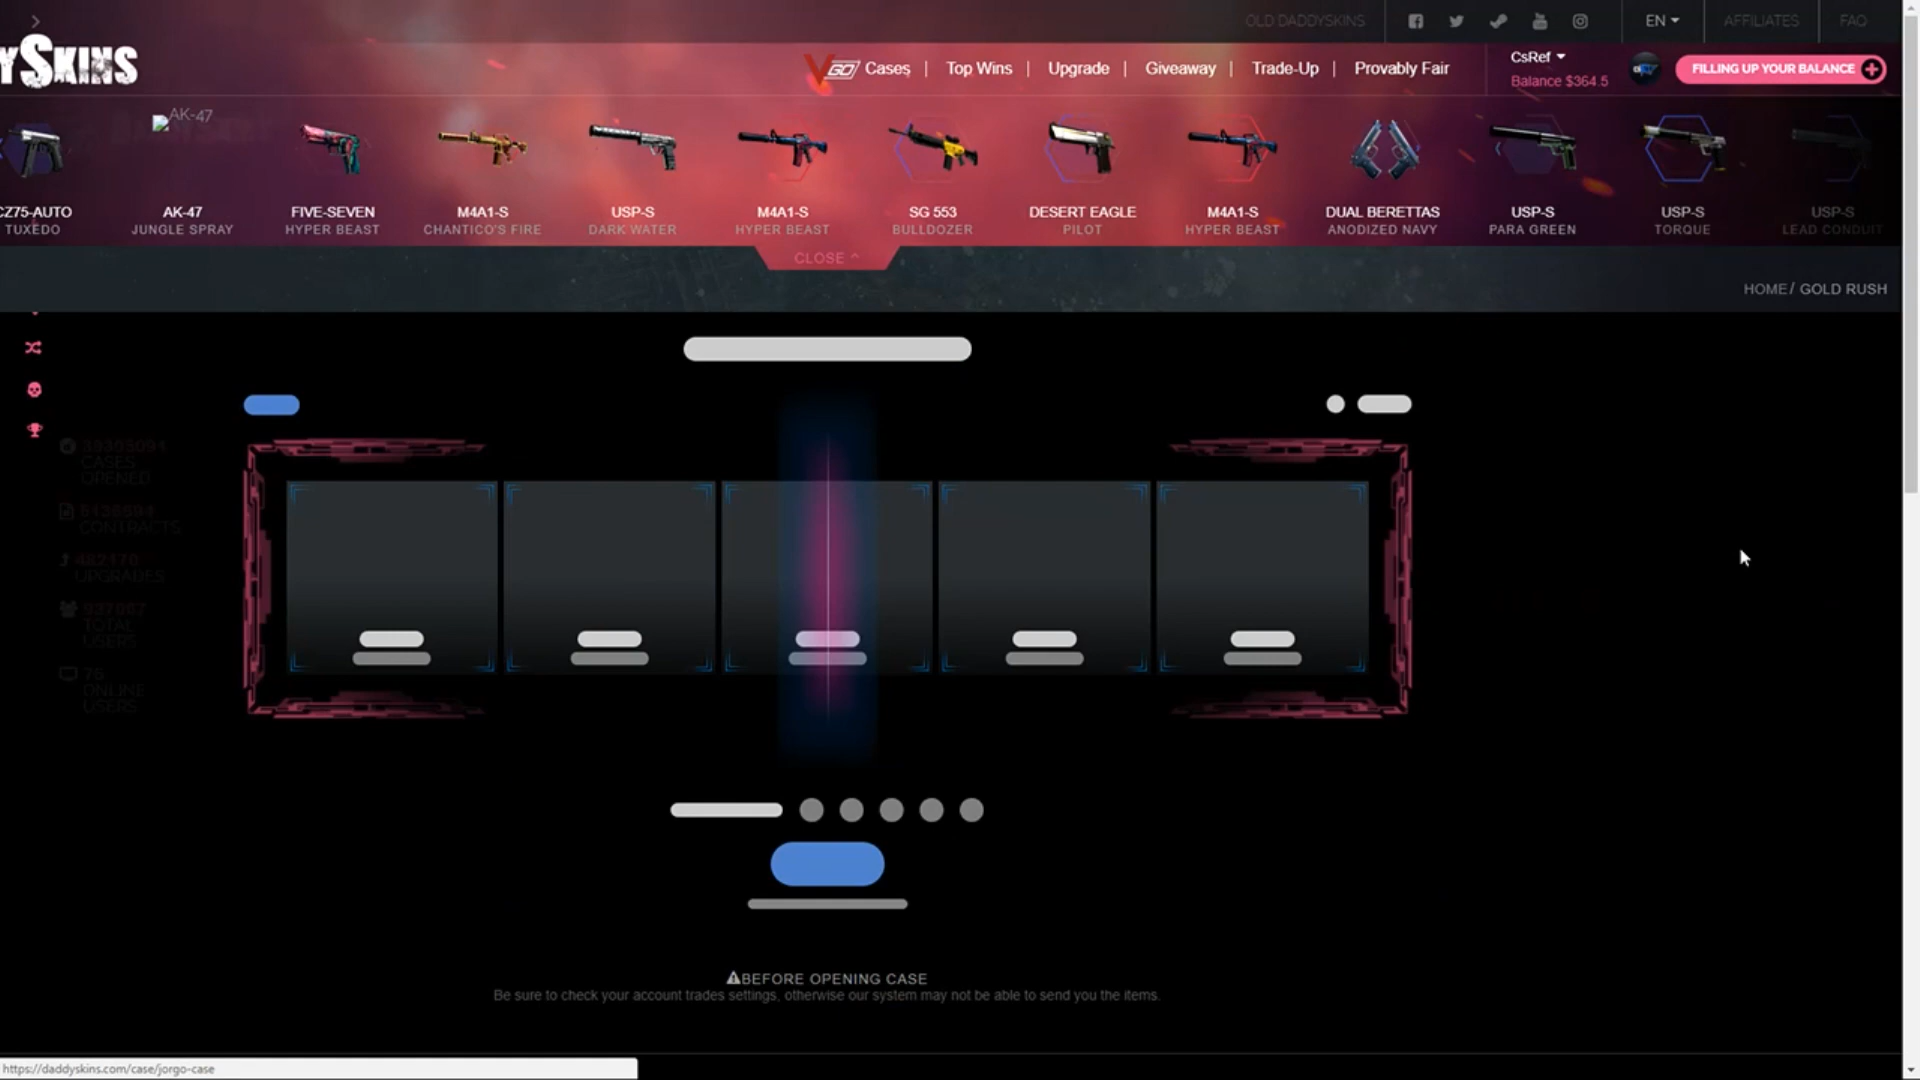 OLD DADDYSKINS
EN
AFFILIATES
FAQ
YSKINS
VGO Cases | Top Wins | Upgrade | Giveaway | Trade-Up | Provably Fair
CsRef
Balance $364.5
FILLING UP YOUR BALANCE
AK-47
CZ75-AUTO
TUXEDO
AK-47
JUNGLE SPRAY
FIVE-SEVEN
HYPER BEAST
M4A1-S
CHANTICO'S FIRE
USP-S
DARK WATER
M4A1-S
HYPER BEAST
SG 553
BULLDOZER
DESERT EAGLE
PILOT
M4A1-S
HYPER BEAST
DUAL BERETTAS
ANODIZED NAVY
USP-S
PARA GREEN
USP-S
TORQUE
USP-S
LEAD CONDUIT
CLOSE ^
HOME/ GOLD RUSH
CASES
OPENED
CONTRACTS
UPGRADES
TOTAL
USERS
76
ONLINE
USERS
BEFORE OPENING CASE
Be sure to check your account trades settings, otherwise our system may not be able to send you the items.
https://daddyskins.com/case/jorgo-case